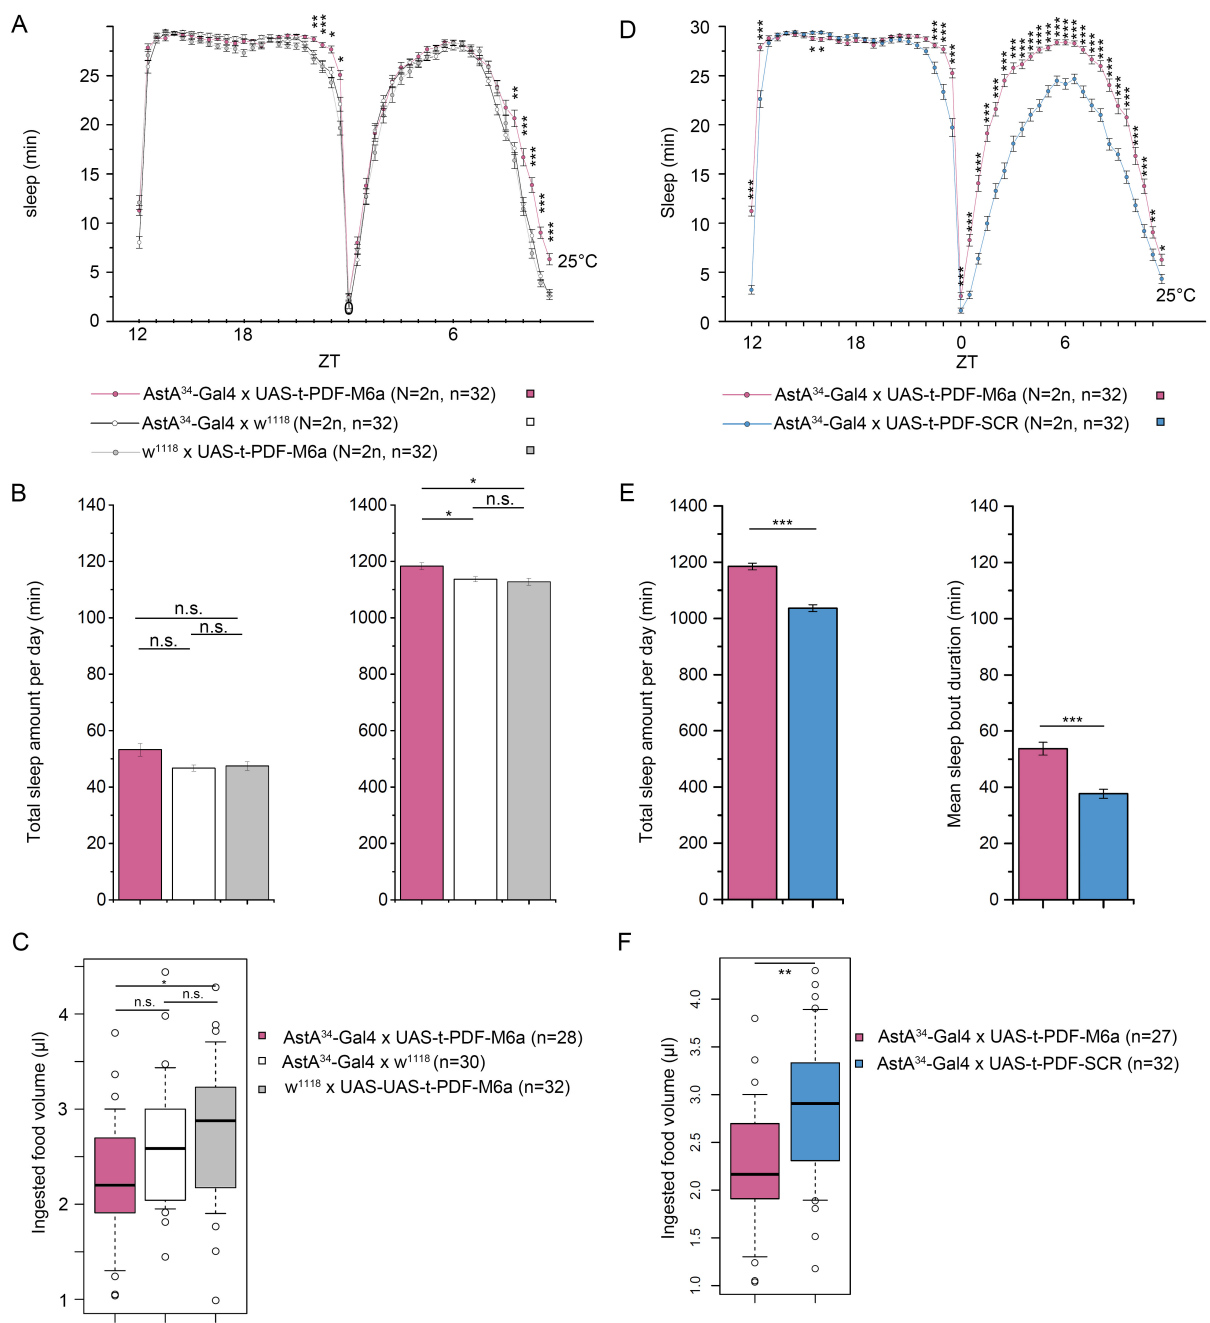 A
sleep (min)
30
25
20
15
10
5
0
12
18
0
6
ZT
25°C
** *** * *
** *** *** *** ***
AstA³⁴-Gal4 x UAS-t-PDF-M6a (N=2n, n=32)
AstA³⁴-Gal4 x w¹¹¹⁸ (N=2n, n=32)
w¹¹¹⁸ x UAS-t-PDF-M6a (N=2n, n=32)
D
Sleep (min)
30
25
20
15
10
5
0
12
18
0
6
ZT
25°C
AstA³⁴-Gal4 x UAS-t-PDF-M6a (N=2n, n=32)
AstA³⁴-Gal4 x UAS-t-PDF-SCR (N=2n, n=32)
B
Total sleep amount per day (min)
140
120
100
80
60
40
20
0
n.s.
n.s.
n.s.
1400
1200
1000
800
600
400
200
0
*
n.s.
*
E
Total sleep amount per day (min)
1400
1200
1000
800
600
400
200
0
***
Mean sleep bout duration (min)
140
120
100
80
60
40
20
0
***
C
Ingested food volume (µl)
4
3
2
1
*
n.s.
n.s.
AstA³⁴-Gal4 x UAS-t-PDF-M6a (n=28)
AstA³⁴-Gal4 x w¹¹¹⁸ (n=30)
w¹¹¹⁸ x UAS-UAS-t-PDF-M6a (n=32)
F
Ingested food volume (µl)
4.0
3.5
3.0
2.5
2.0
1.5
1.0
**
AstA³⁴-Gal4 x UAS-t-PDF-M6a (n=27)
AstA³⁴-Gal4 x UAS-t-PDF-SCR (n=32)